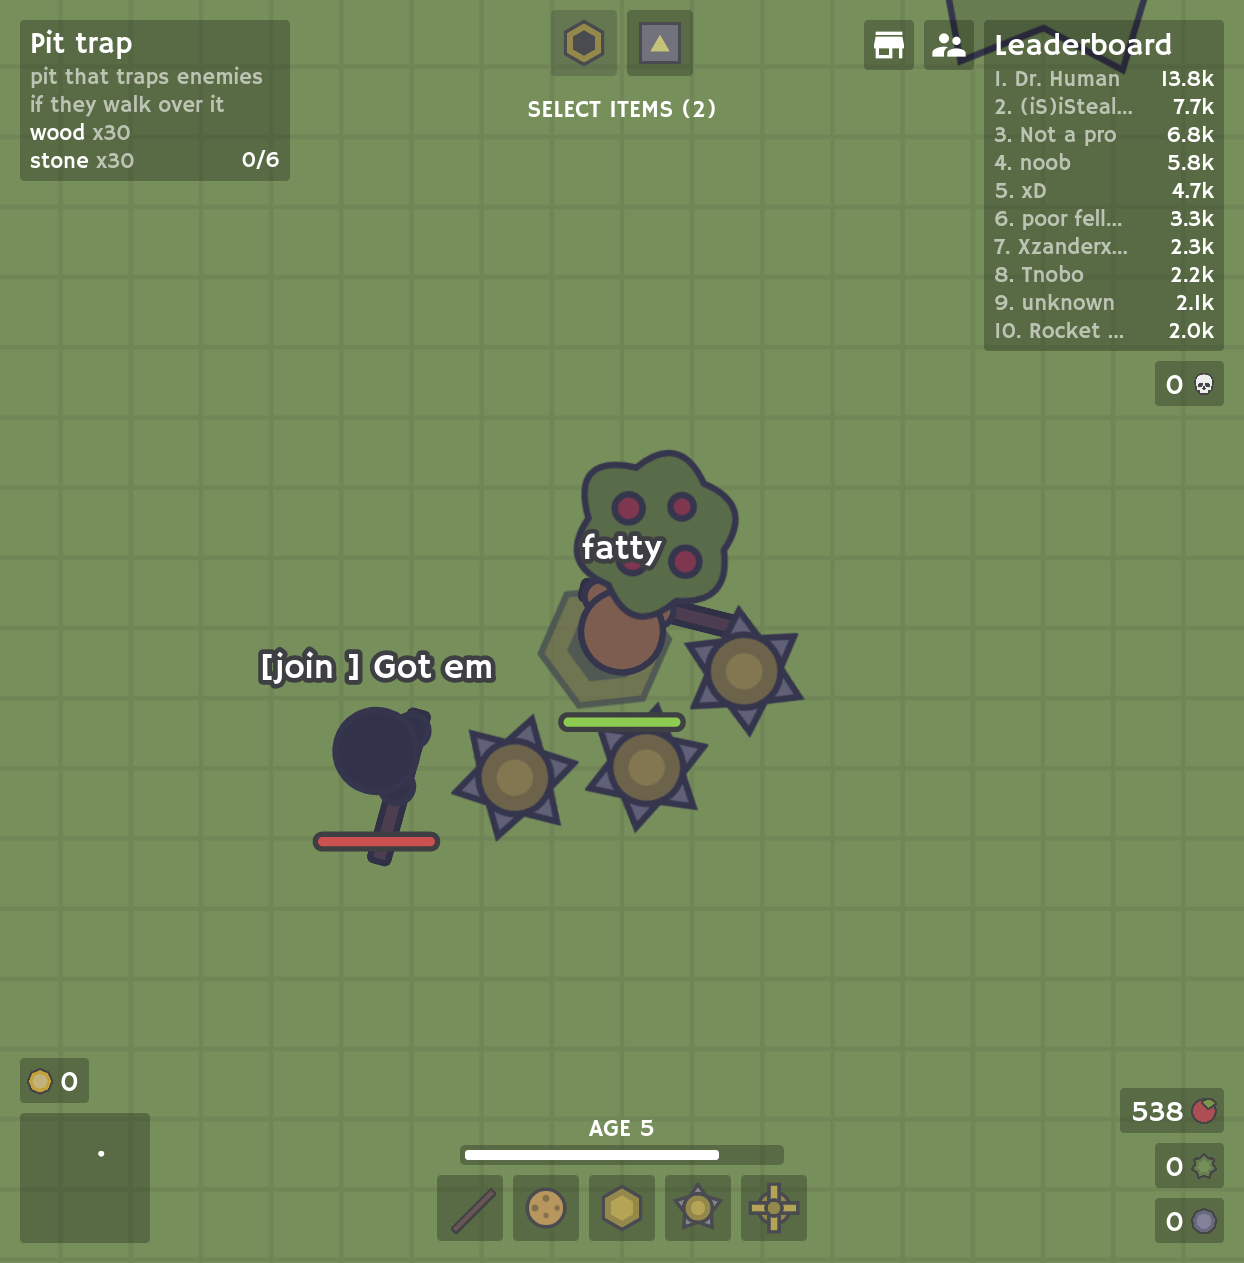 Pit trap
pit that traps enemies
if they walk over it
wood x30
stone x30 0/6
SELECT ITEMS (2)
Leaderboard
1. Dr. Human 13.8k
2. (iS)iSteal... 7.7k
3. Not a pro 6.8k
4. noob 5.8k
5. xD 4.7k
6. poor fell... 3.3k
7. Xzanderx... 2.3k
8. Tnobo 2.2k
9. unknown 2.1k
10. Rocket ... 2.0k
0
fatty
[join ] Got em
0
AGE 5
538
0
0